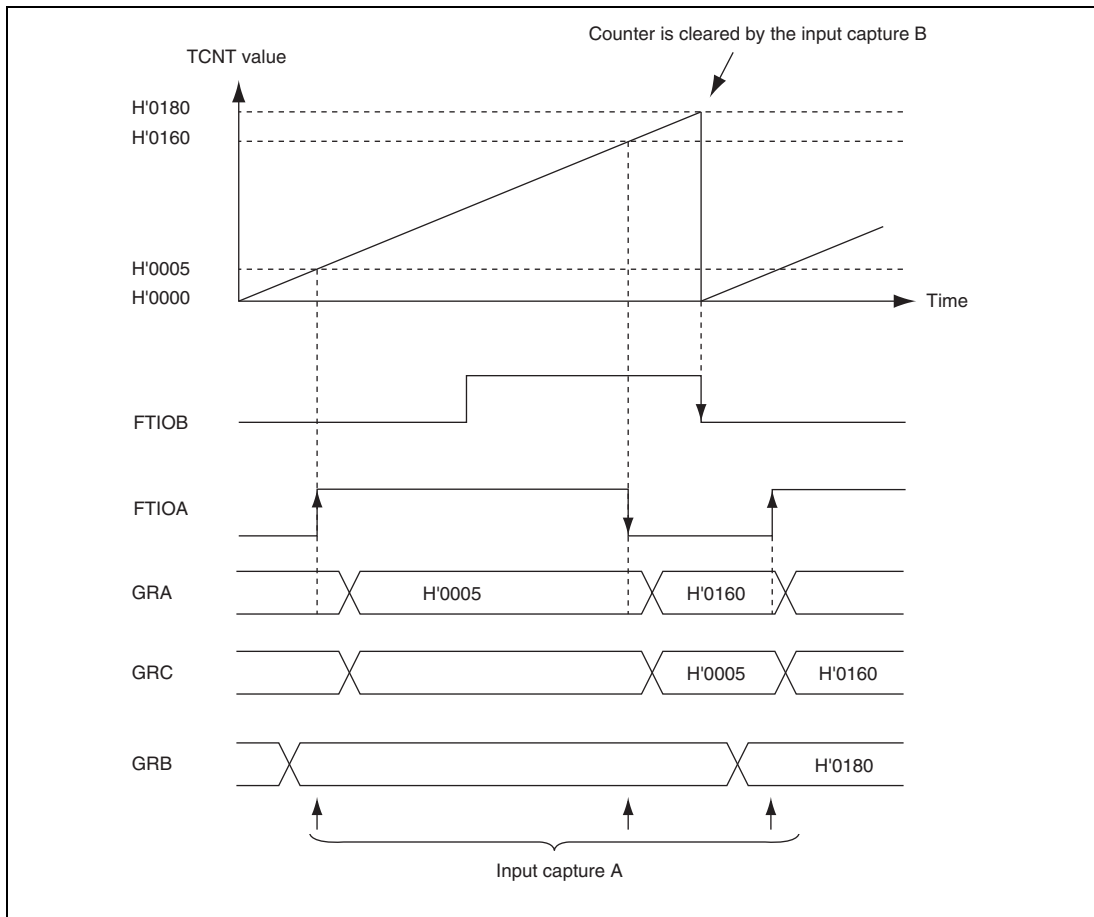 Counter is cleared by the input capture B
TCNT value
H'0180
H'0160
H'0005
H'0000
Time
FTIOB
FTIOA
GRA
H'0005
H'0160
GRC
H'0005
H'0160
GRB
H'0180
Input capture A